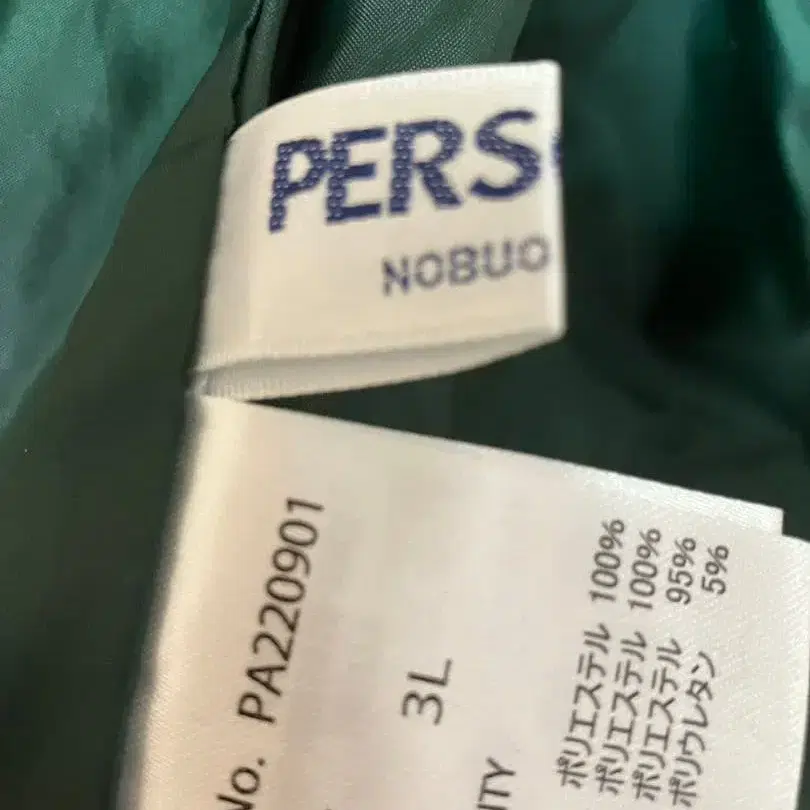 PERS
NOBUO
No. PA220901
3L
ITY
ポリエステル 100%
ポリエステル 100%
ポリエステル 95%
ポリウレタン 5%